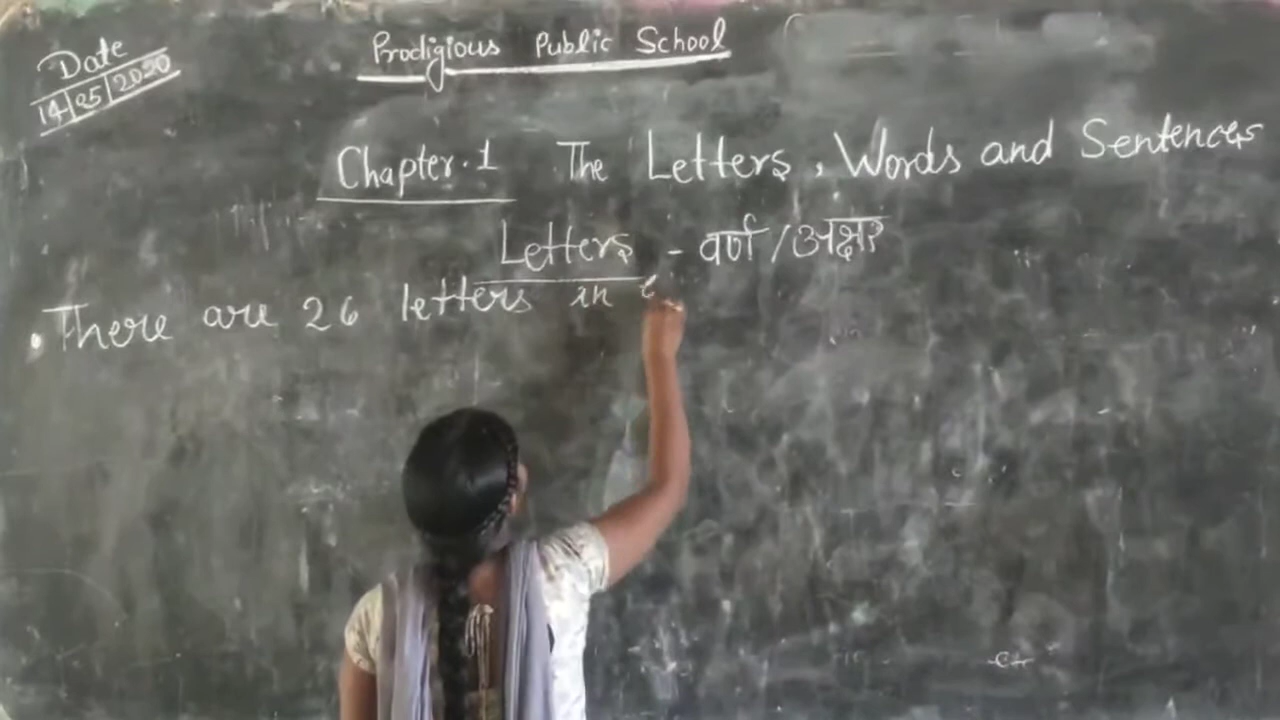 Date
14/05/2020
Prodigious Public School
Chapter.1 The Letters, Words and Sentences
Letters - वर्ण/अक्षर
• There are 26 letters in